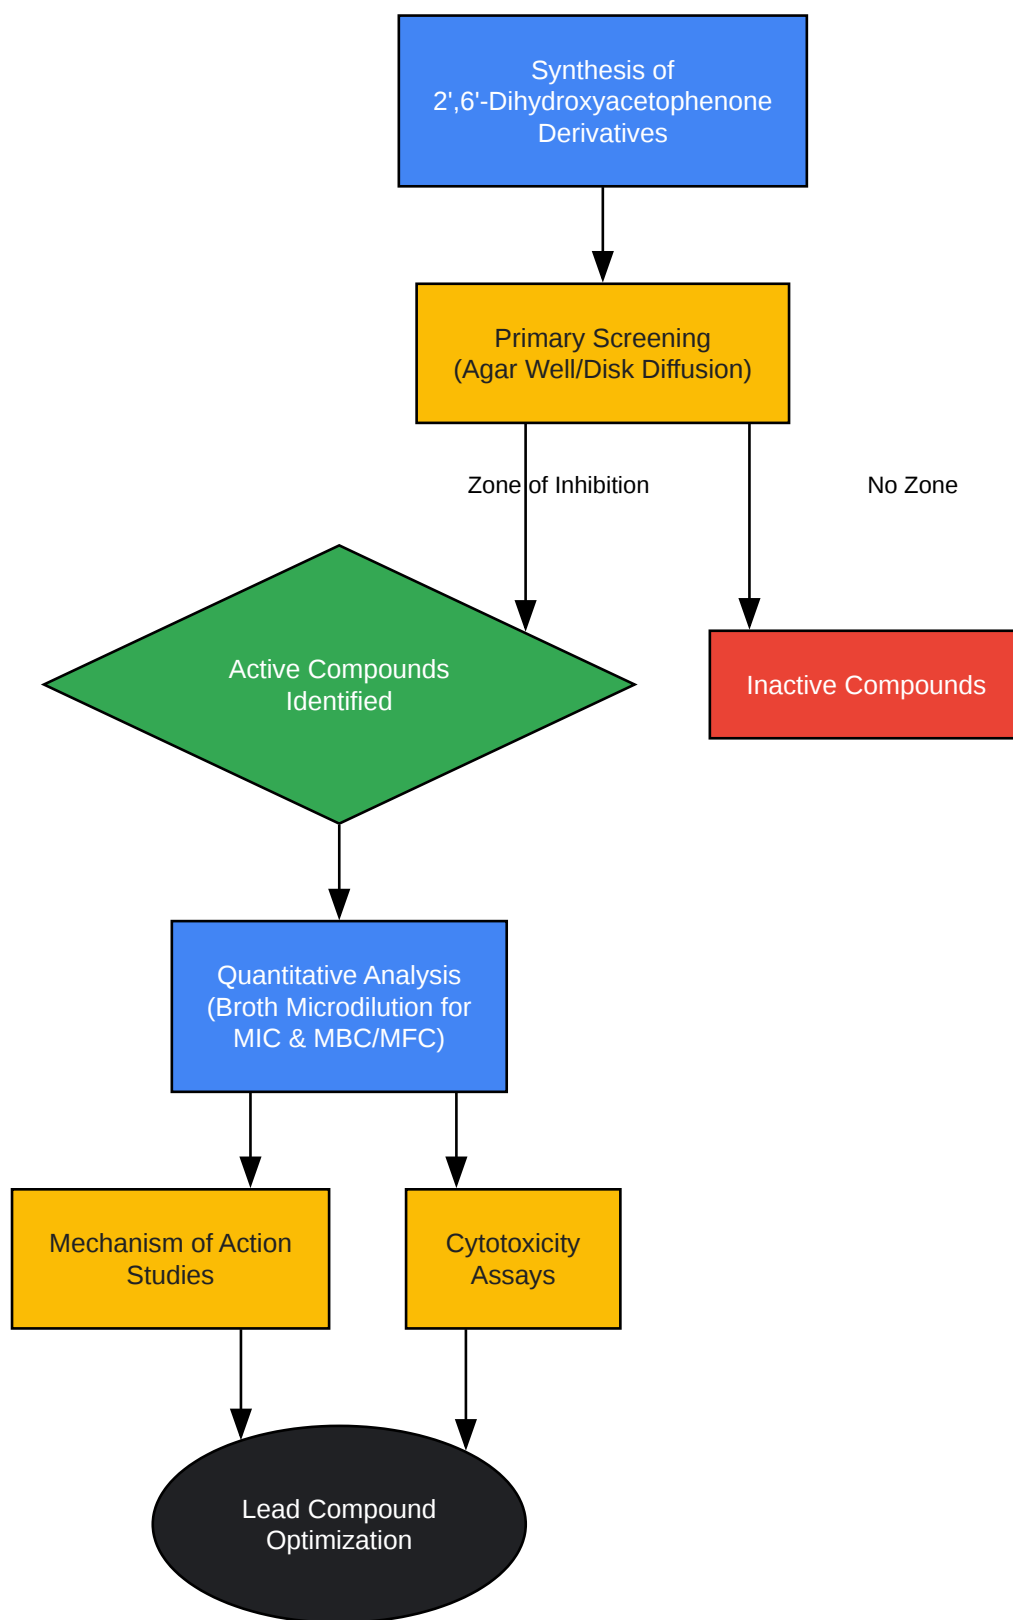 Synthesis of
2',6'-Dihydroxyacetophenone
Derivatives
Primary Screening
(Agar Well/Disk Diffusion)
Zone of Inhibition
No Zone
Active Compounds
Identified
Inactive Compounds
Quantitative Analysis
(Broth Microdilution for
MIC & MBC/MFC)
Mechanism of Action
Studies
Cytotoxicity
Assays
Lead Compound
Optimization